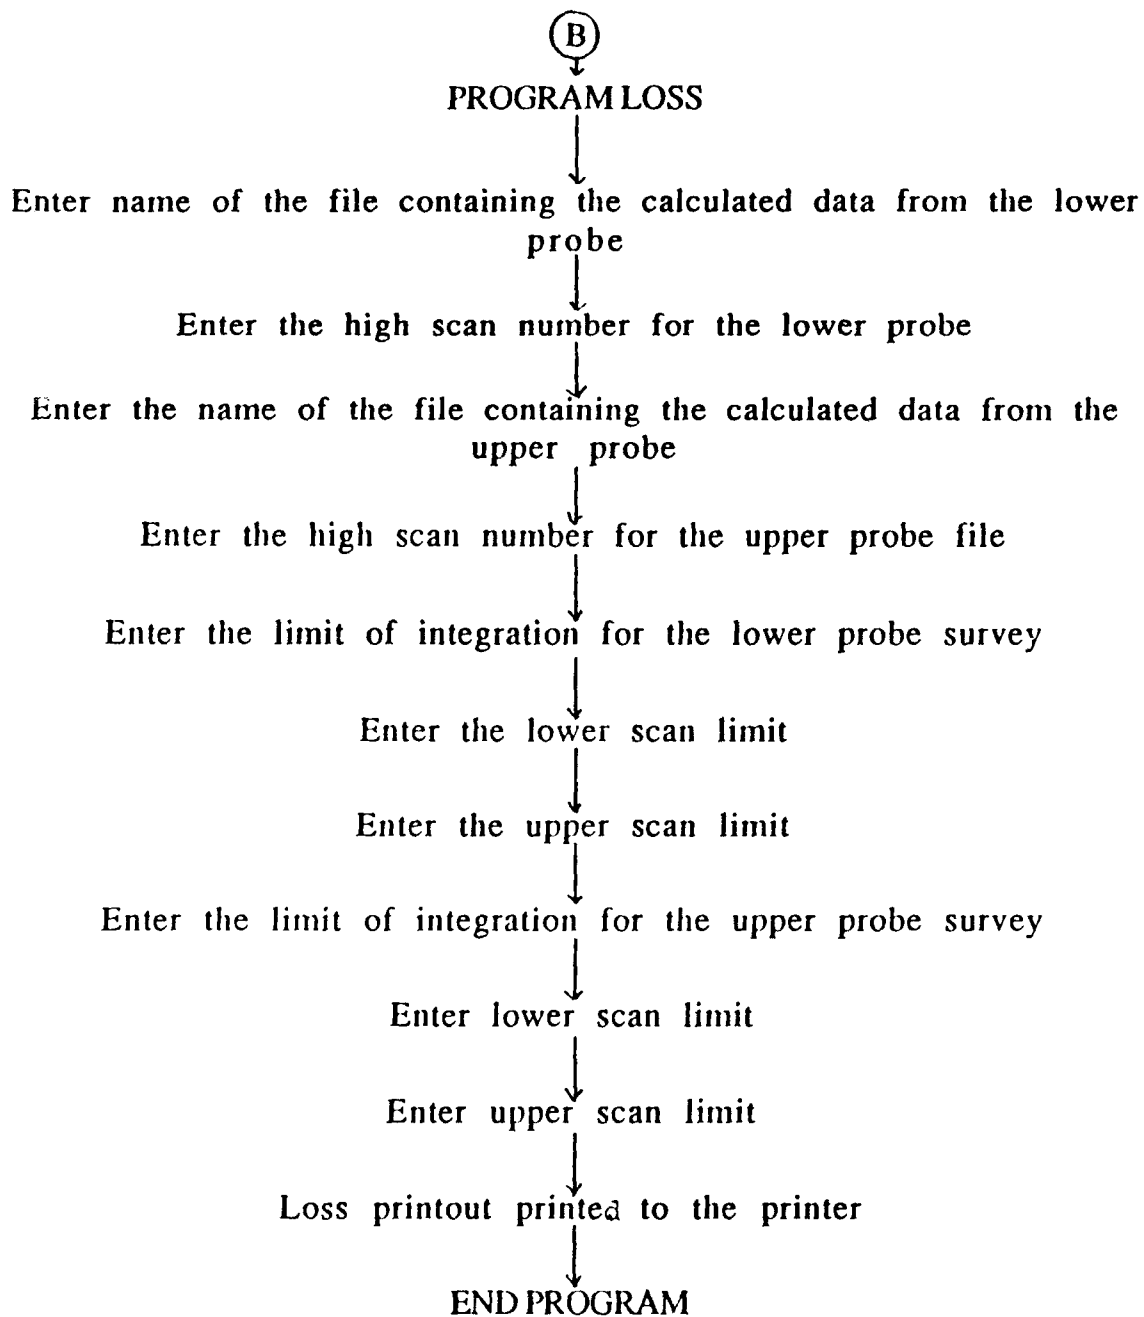 B
PROGRAM LOSS
Enter name of the file containing the calculated data from the lower
probe
Enter the high scan number for the lower probe
Enter the name of the file containing the calculated data from the
upper probe
Enter the high scan number for the upper probe file
Enter the limit of integration for the lower probe survey
Enter the lower scan limit
Enter the upper scan limit
Enter the limit of integration for the upper probe survey
Enter lower scan limit
Enter upper scan limit
Loss printout printed to the printer
END PROGRAM